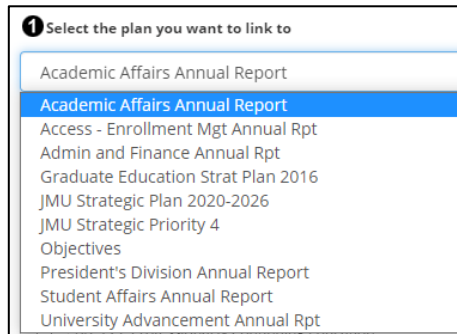 1 Select the plan you want to link to
Academic Affairs Annual Report
Academic Affairs Annual Report
Access - Enrollment Mgt Annual Rpt
Admin and Finance Annual Rpt
Graduate Education Strat Plan 2016
JMU Strategic Plan 2020-2026
JMU Strategic Priority 4
Objectives
President's Division Annual Report
Student Affairs Annual Report
University Advancement Annual Rpt